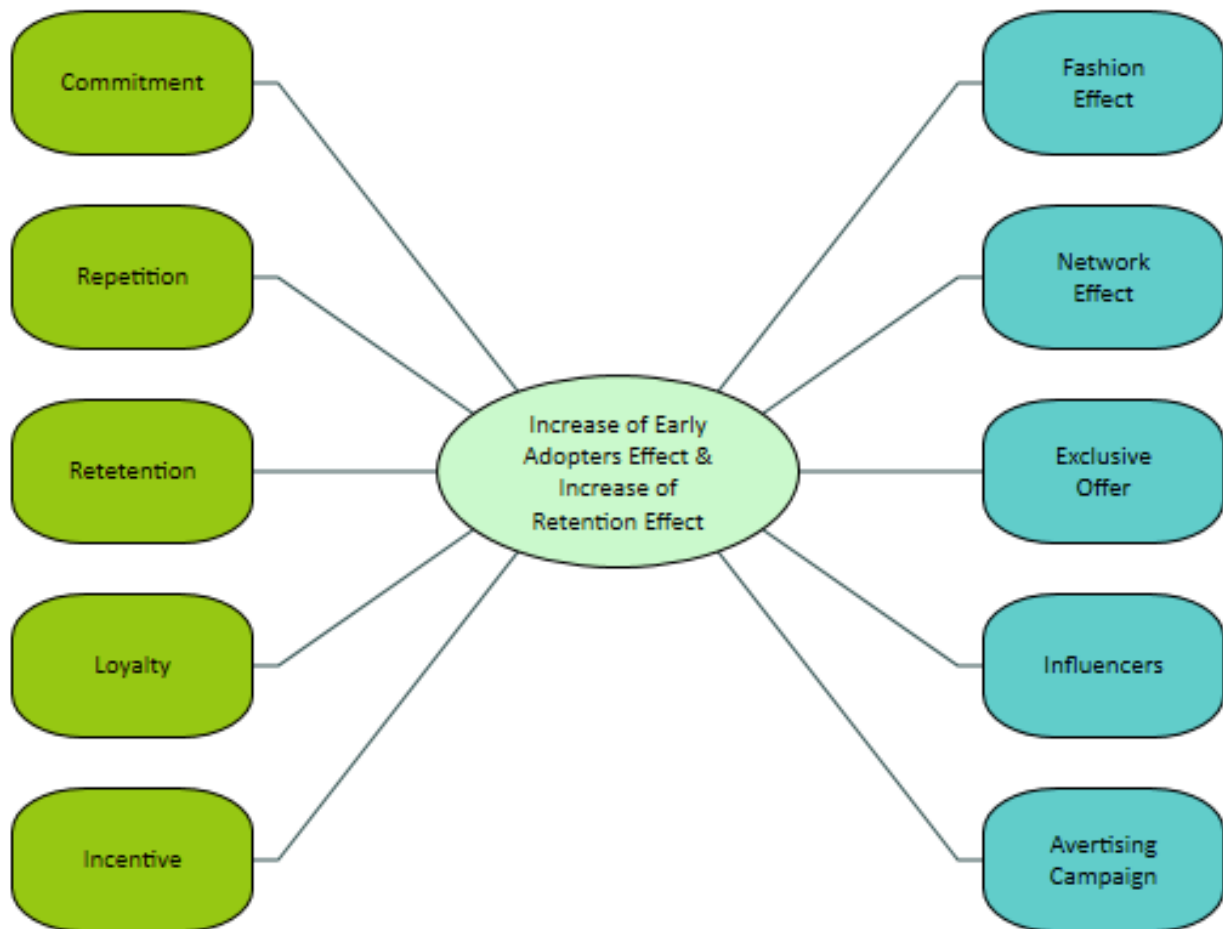 Commitment
Repetition
Retetention
Loyalty
Incentive
Increase of Early
Adopters Effect &
Increase of
Retention Effect
Fashion
Effect
Network
Effect
Exclusive
Offer
Influencers
Avertising
Campaign